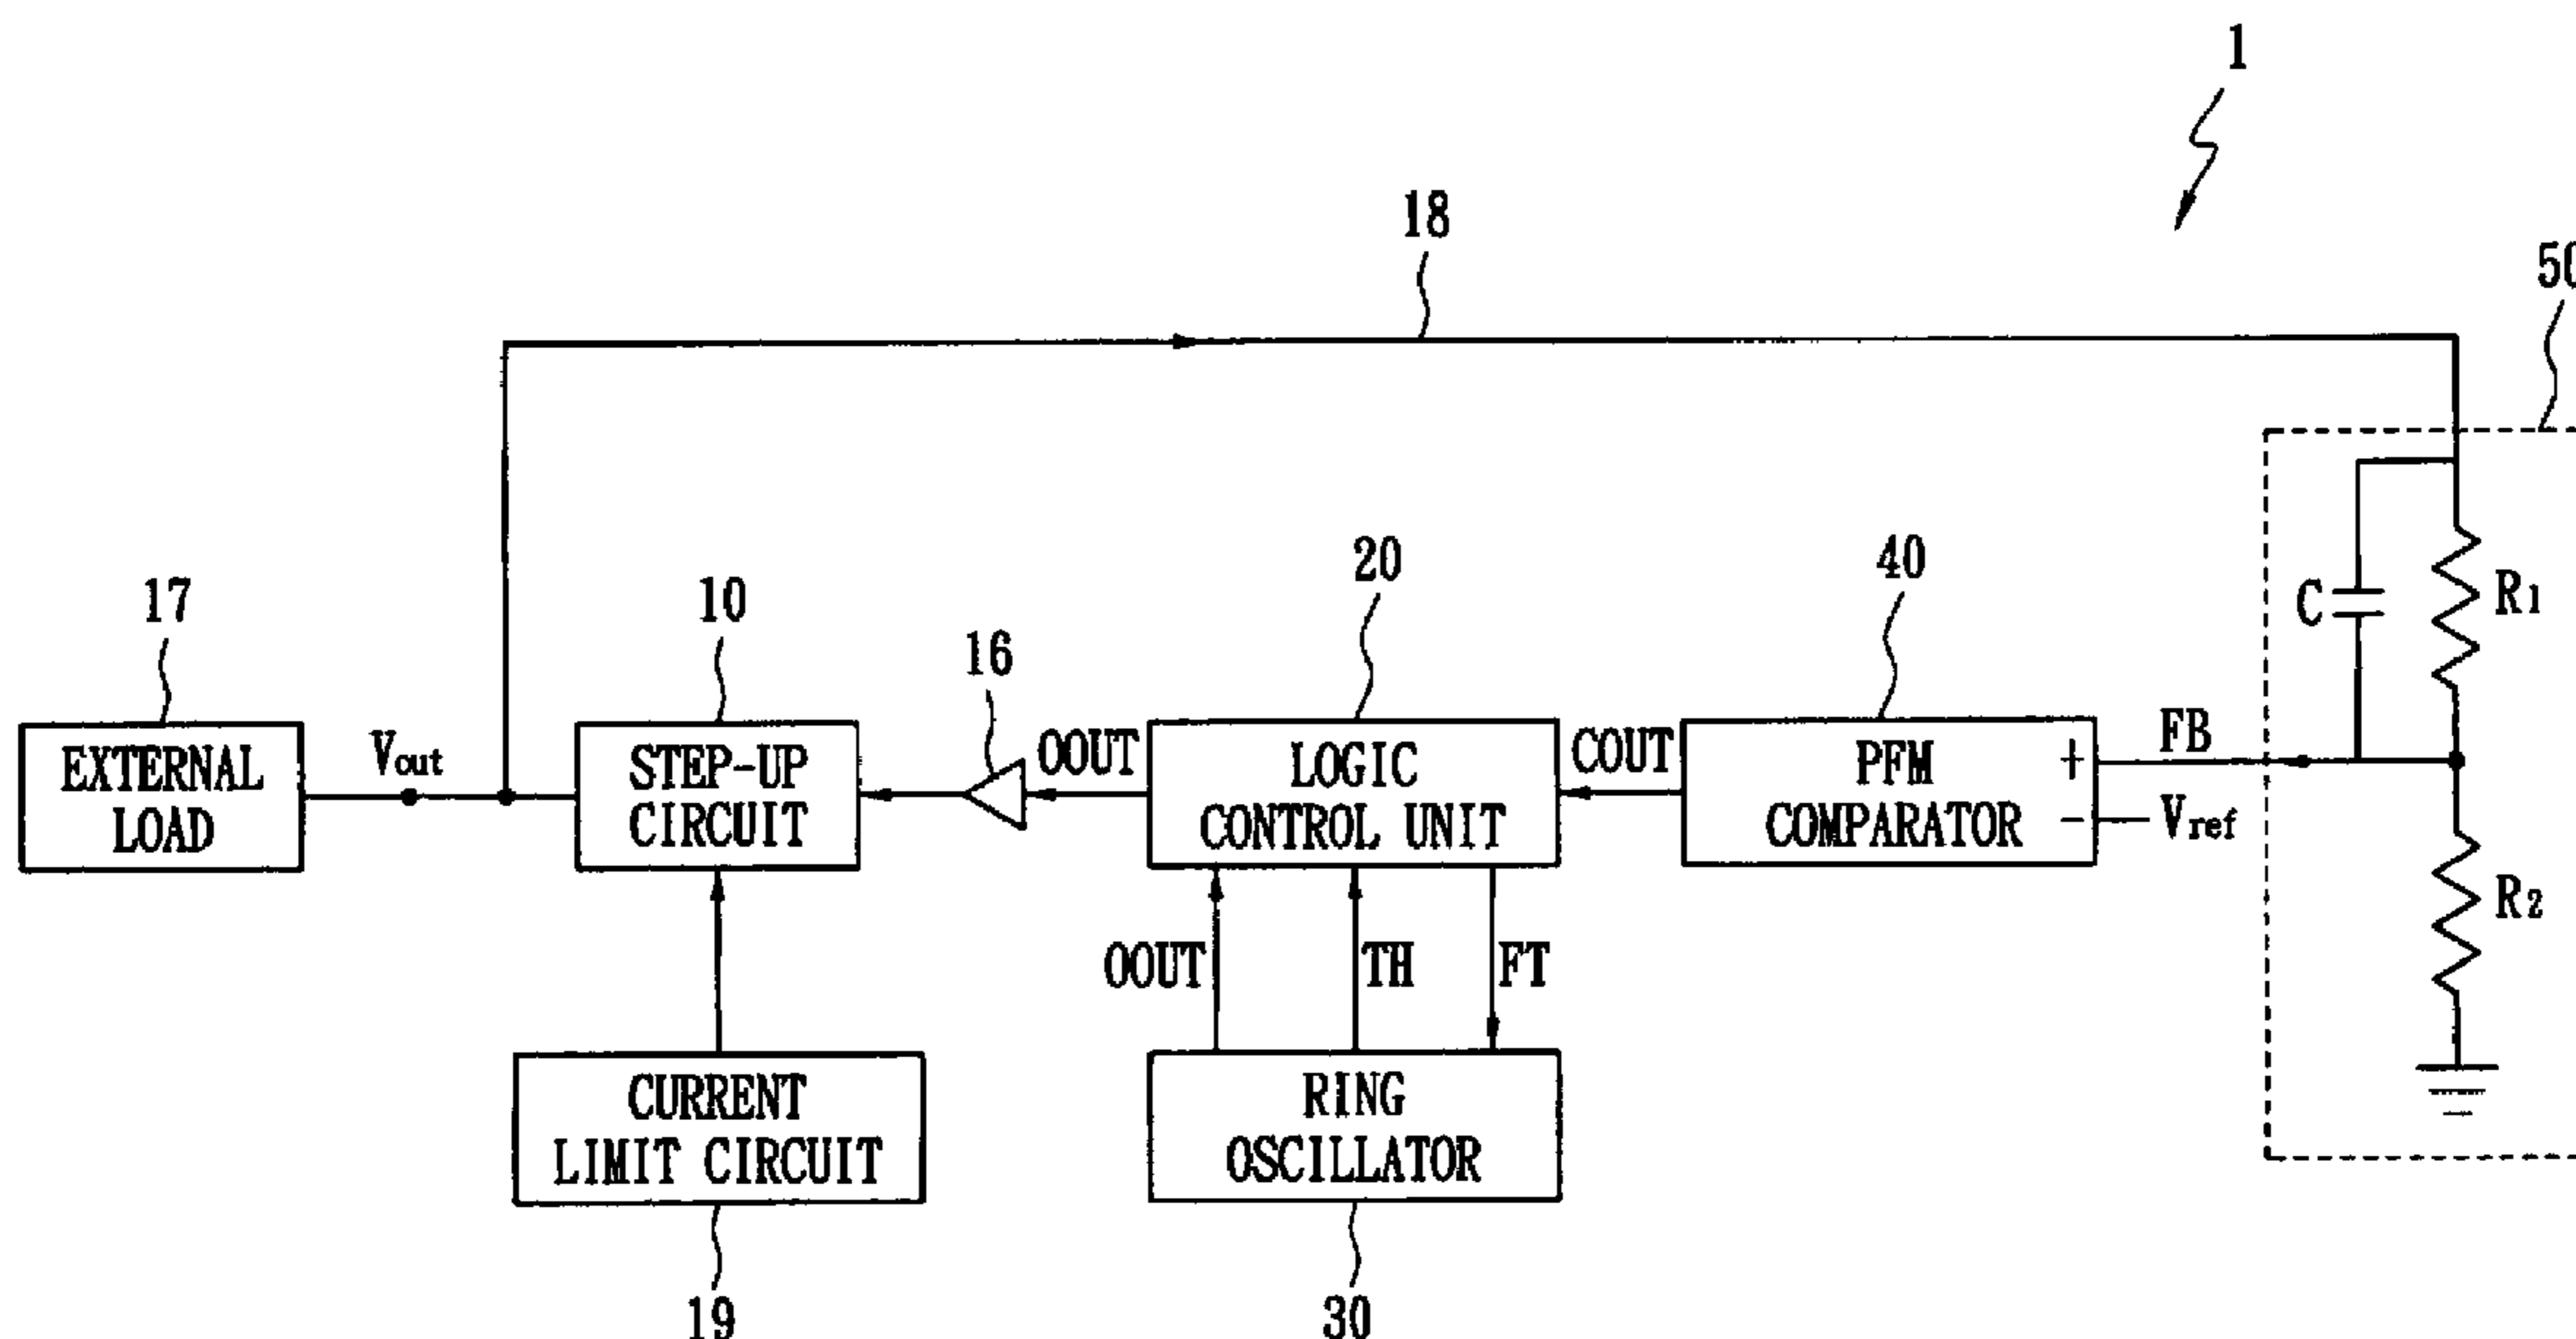 1
18
50
17
10
16
20
40
C
R1
EXTERNAL
LOAD
Vout
STEP-UP
CIRCUIT
OOUT
LOGIC
CONTROL UNIT
COUT
PFM
COMPARATOR
+
-
FB
Vref
R2
OOUT
TH
FT
CURRENT
LIMIT CIRCUIT
RING
OSCILLATOR
19
30